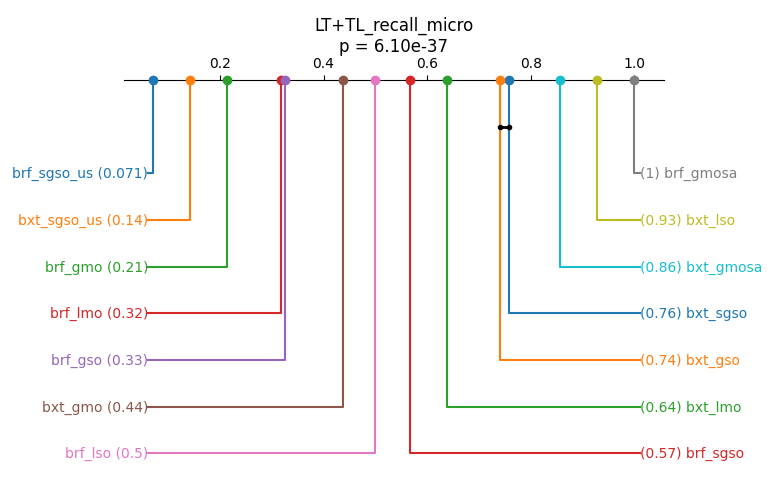 LT+TL_recall_micro
p = 6.10e-37
0.2 0.4 0.6 0.8 1.0
brf_sgso_us (0.071) (1) brf_gmosa
bxt_sgso_us (0.14) (0.93) bxt_lso
brf_gmo (0.21) (0.86) bxt_gmosa
brf_lmo (0.32) (0.76) bxt_sgso
brf_gso (0.33) (0.74) bxt_gso
bxt_gmo (0.44) (0.64) bxt_lmo
brf_lso (0.5) (0.57) brf_sgso